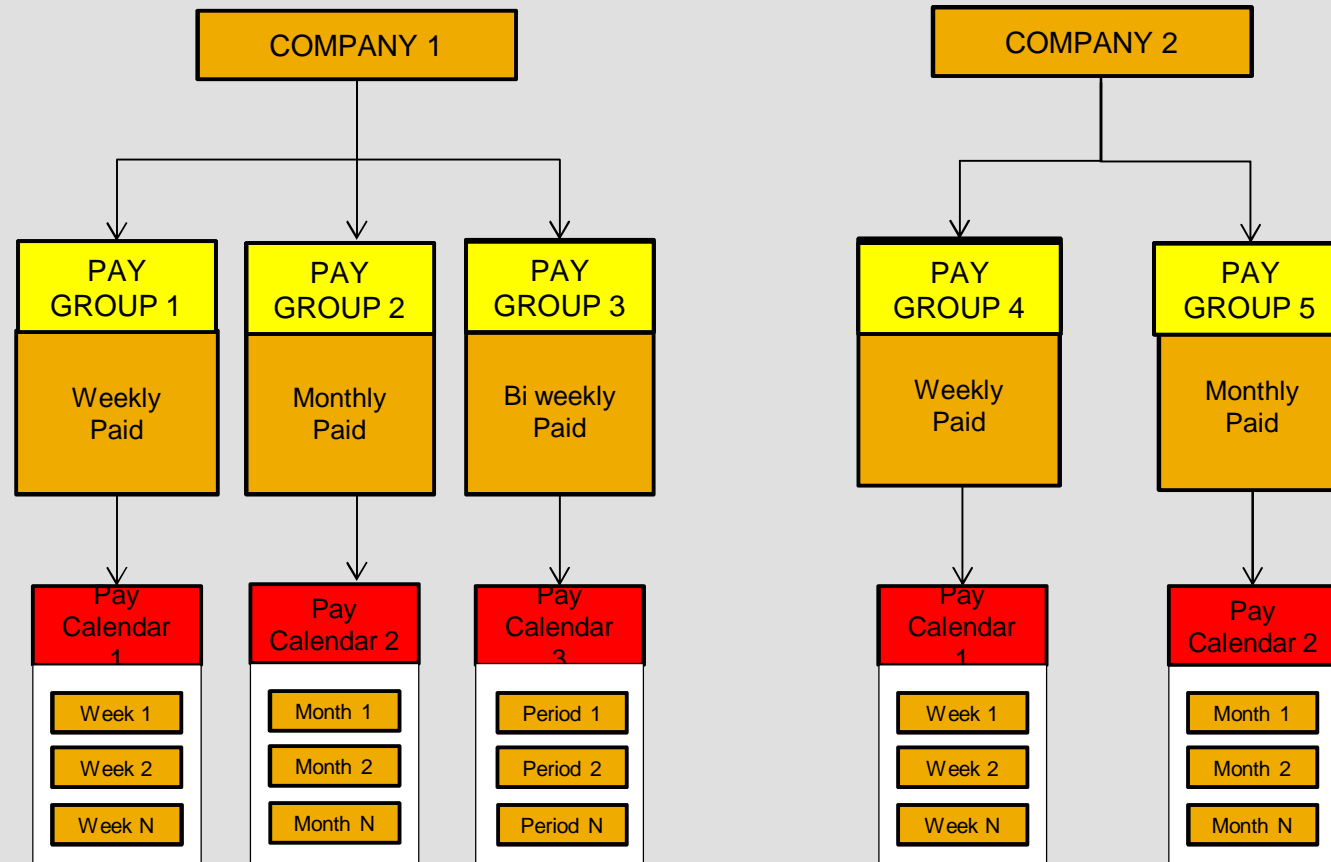 COMPANY 1
COMPANY 2
PAY
GROUP 1
PAY
GROUP 2
PAY
GROUP 3
PAY
GROUP 4
PAY
GROUP 5
Weekly
Paid
Monthly
Paid
Bi weekly
Paid
Weekly
Paid
Monthly
Paid
Pay
Calendar
1
Pay
Calendar 2
Pay
Calendar
3
Pay
Calendar
1
Pay
Calendar 2
Week 1
Week 2
Week N
Month 1
Month 2
Month N
Period 1
Period 2
Period N
Week 1
Week 2
Week N
Month 1
Month 2
Month N